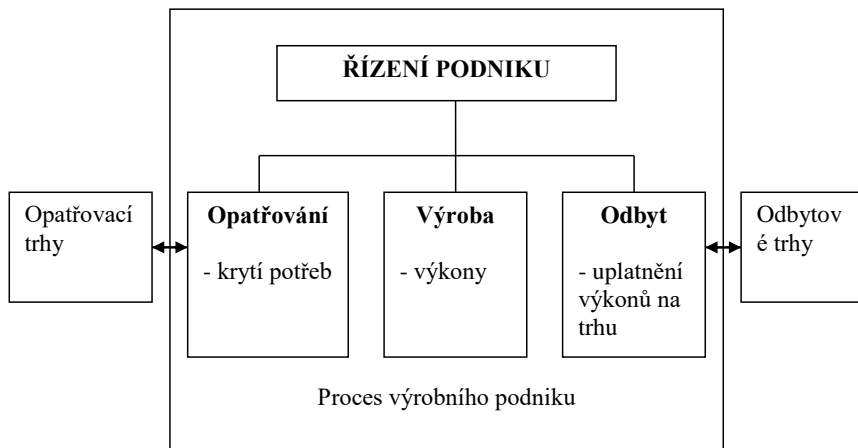 ŘÍZENÍ PODNIKU
Opatřovací
trhy
Opatřování
- krytí potřeb
Výroba
- výkony
Odbyt
- uplatnění
výkonů na
trhu
Odbytov
é trhy
Proces výrobního podniku